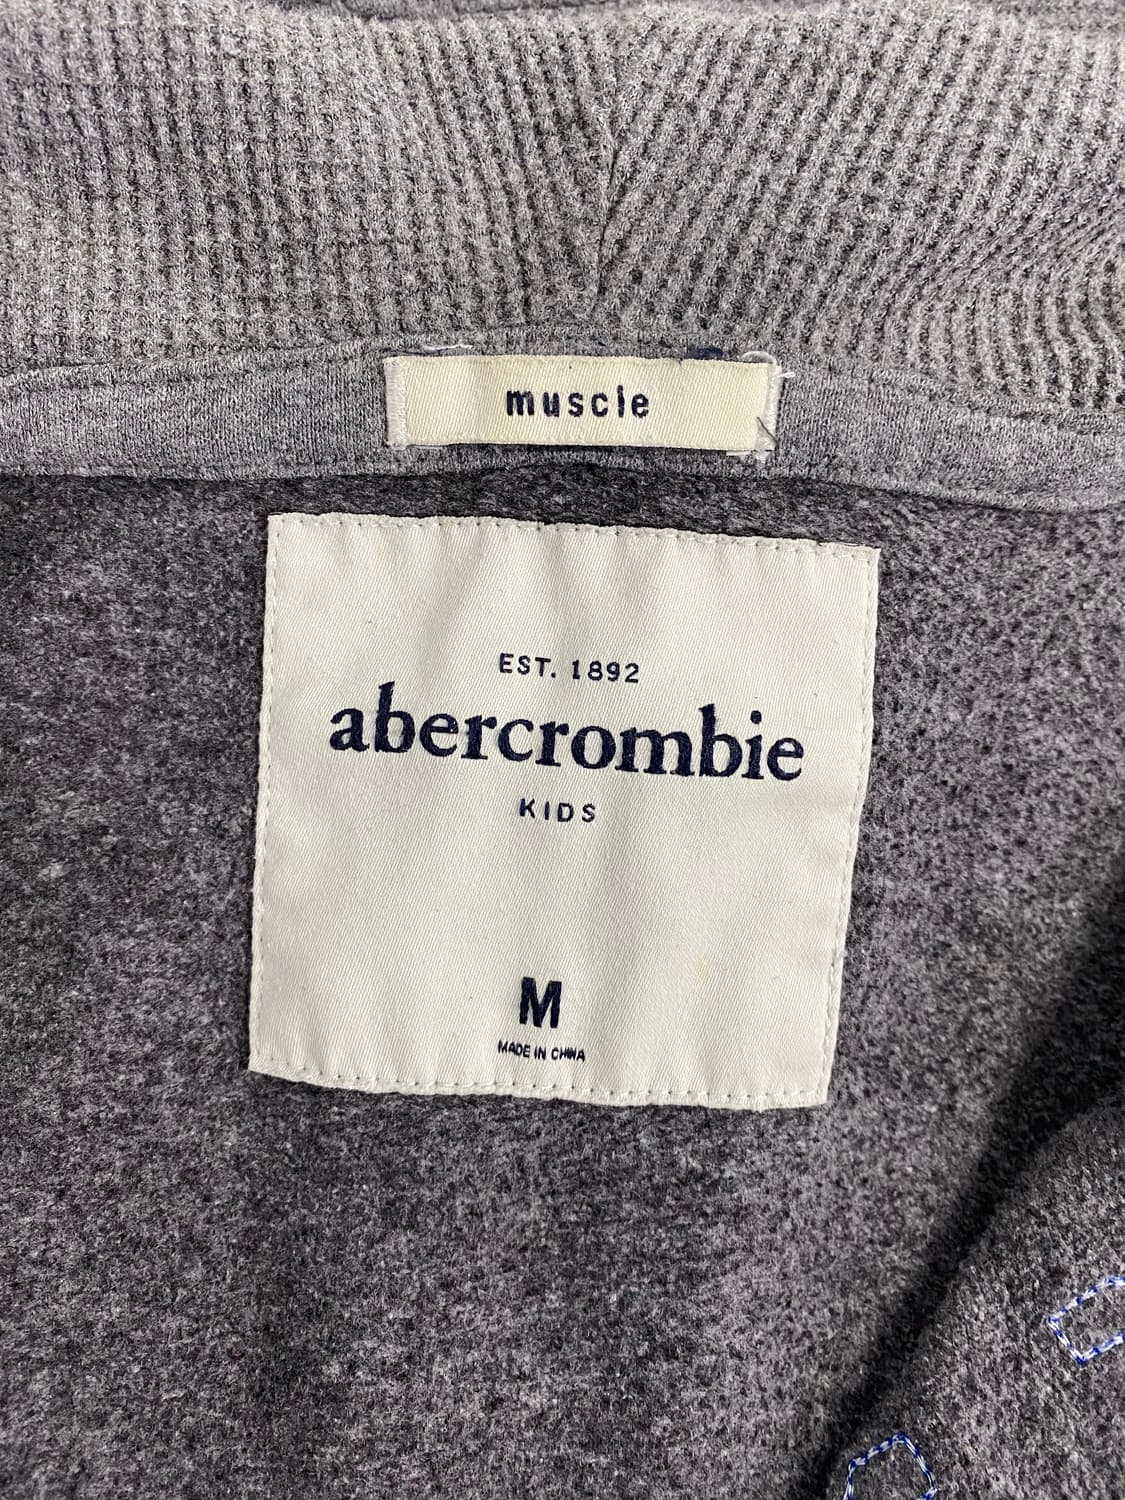 muscle
EST. 1892
abercrombie
KIDS
M
MADE IN CHINA